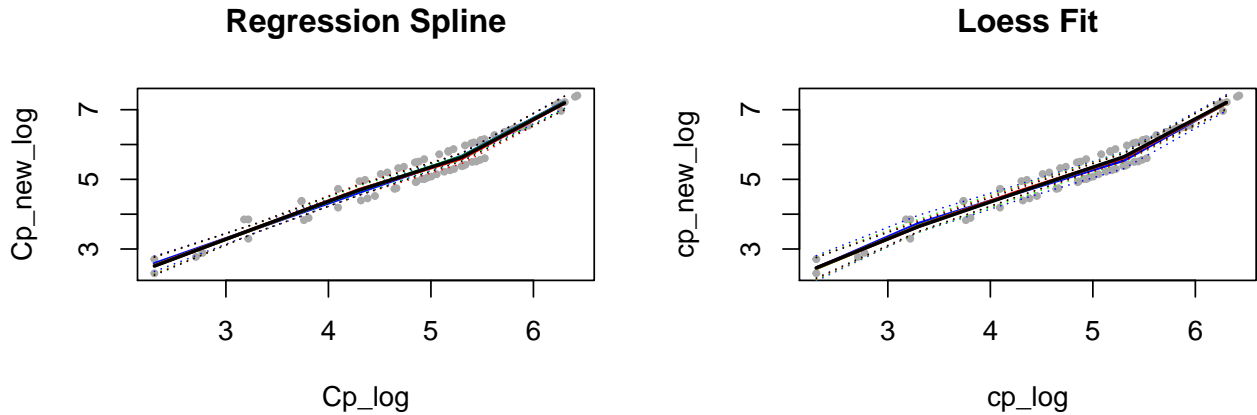 Regression Spline
Cp_new_log
7
5
3
3 4 5 6
Cp_log
Loess Fit
cp_new_log
7
5
3
3 4 5 6
cp_log